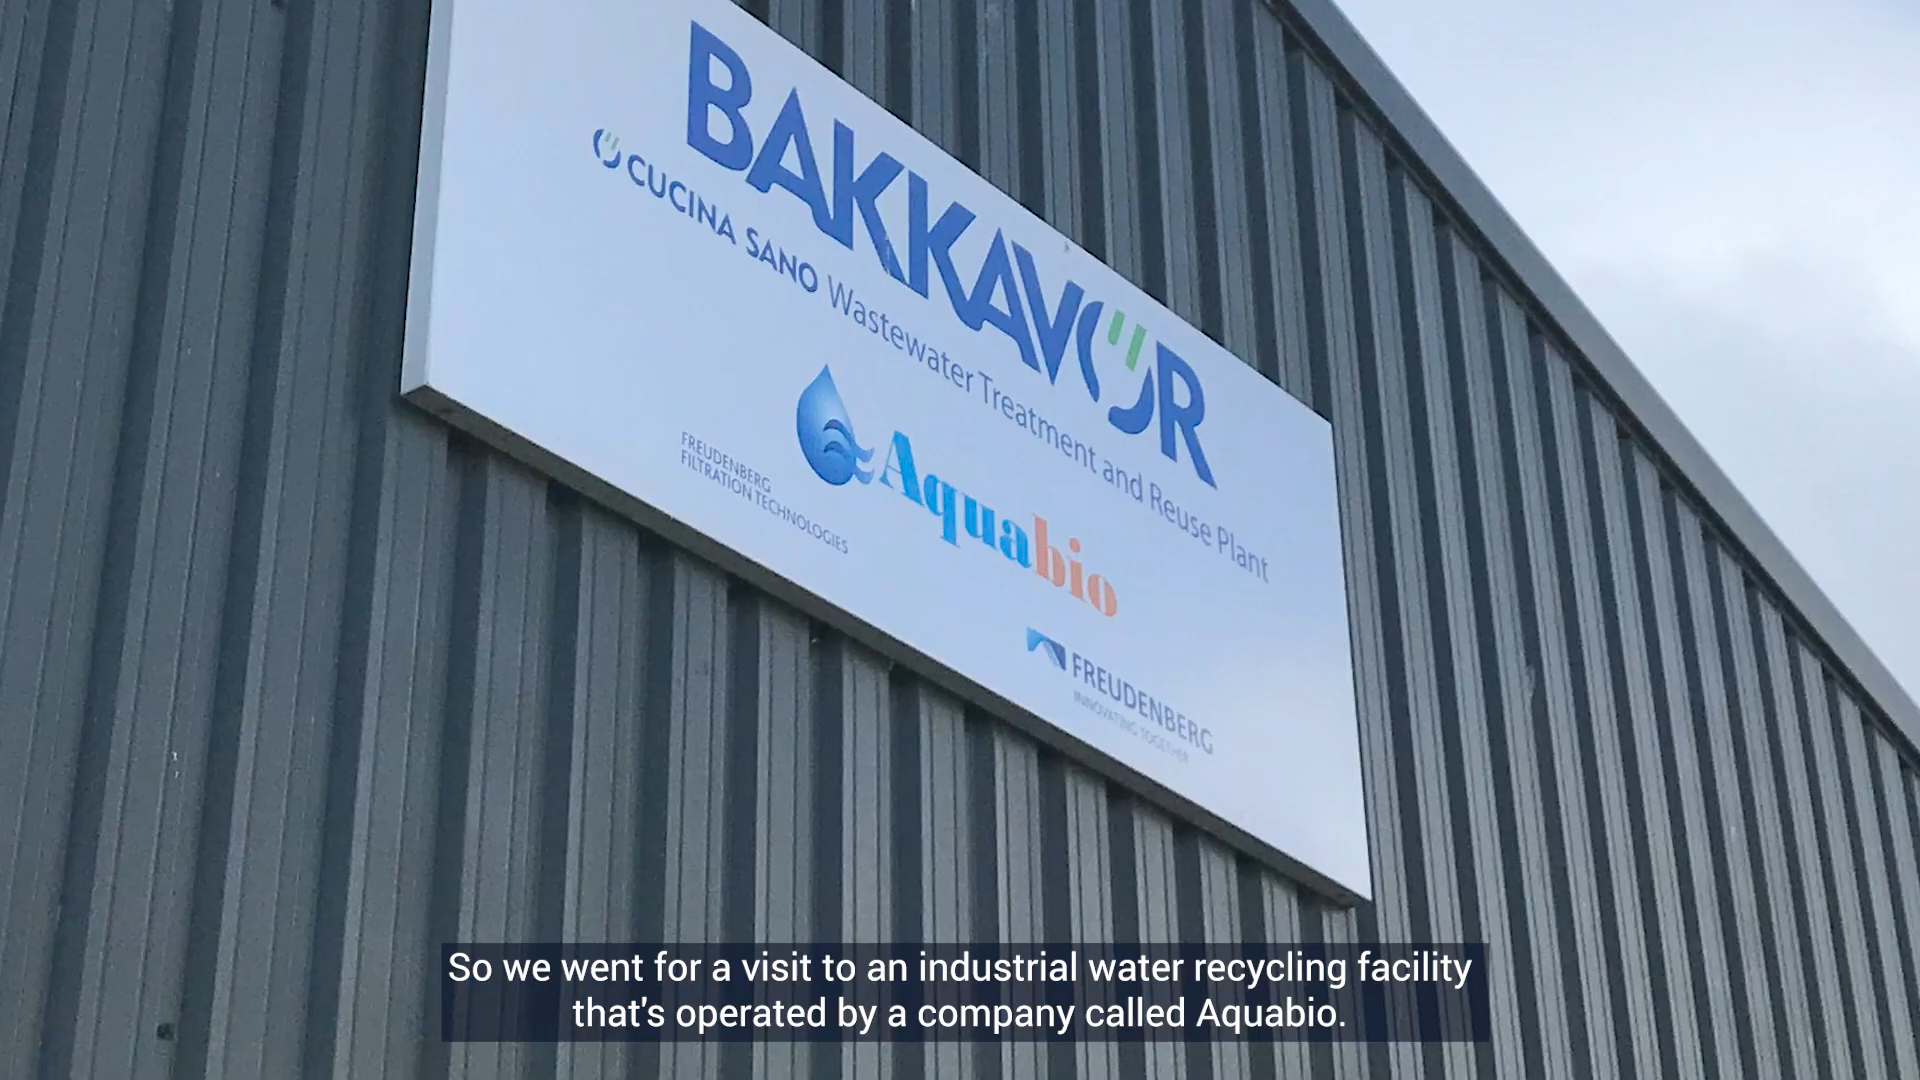 BAKKAVOR
CUCINA SANO Wastewater Treatment and Reuse Plant
Aquabio
FREUDENBERG
FILTRATION TECHNOLOGIES
FREUDENBERG
INNOVATING TOGETHER
So we went for a visit to an industrial water recycling facility
that's operated by a company called Aquabio.